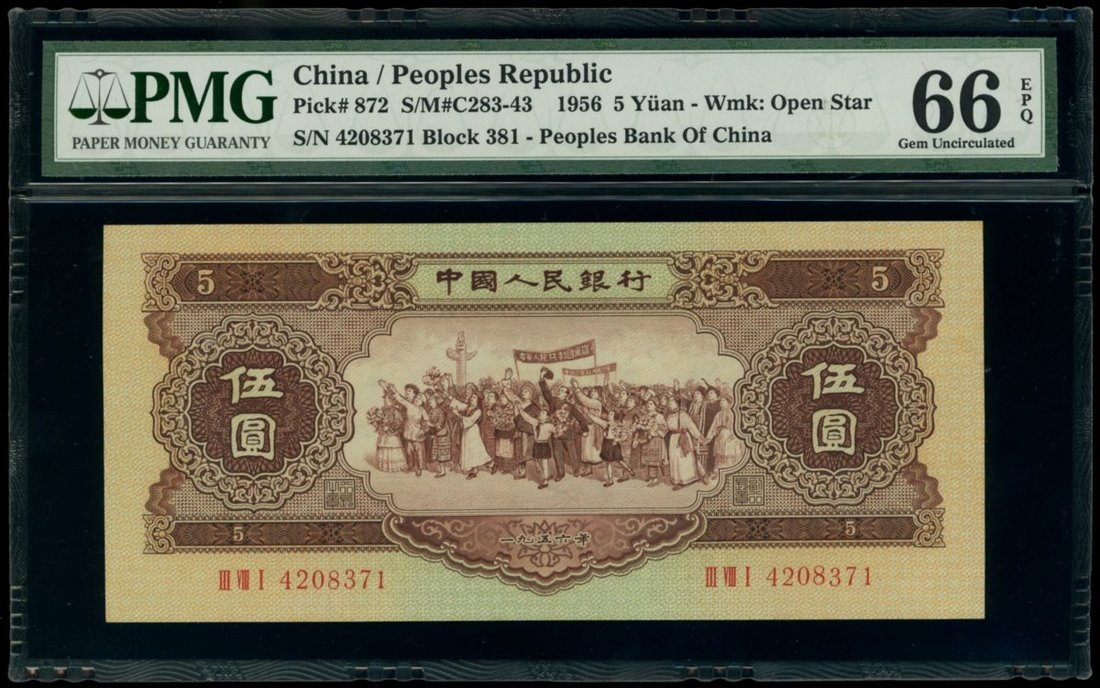 PMG
PAPER MONEY GUARANTY
China / Peoples Republic
Pick# 872 S/M#C283-43 1956 5 Yüan - Wmk: Open Star
S/N 4208371 Block 381 - Peoples Bank Of China
66
EPQ
Gem Uncirculated
5 中國人民銀行 5
伍圓 伍圓
5 一九五六年 5
III VIII I 4208371 III VIII I 4208371